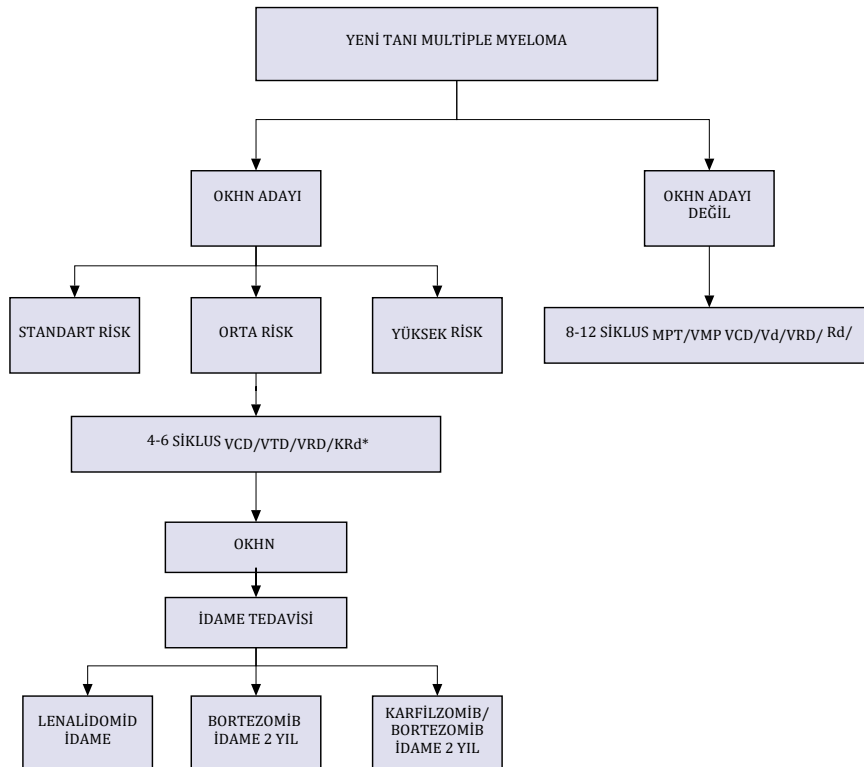 YENİ TANI MULTIPLE MYELOMA
OKHN ADAYI
OKHN ADAYI
DEĞİL
STANDART RİSK
ORTA RİSK
YÜKSEK RİSK
8-12 SİKLUS MPT/VMP VCD/Vd/VRD/ Rd/
4-6 SİKLUS VCD/VTD/VRD/KRd*
OKHN
İDAME TEDAVİSİ
LENALİDOMİD
İDAME
BORTEZOMİB
İDAME 2 YIL
KARFİLZOMİB/
BORTEZOMİB
İDAME 2 YIL